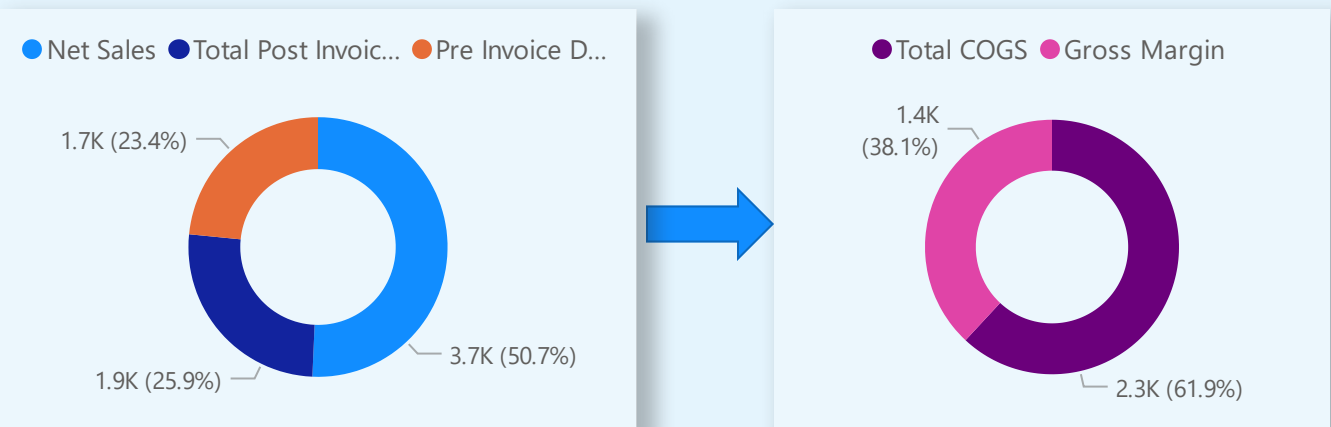 Net Sales Total Post Invoic... Pre Invoice D...
1.7K (23.4%)
3.7K (50.7%)
1.9K (25.9%)
Total COGS Gross Margin
1.4K
(38.1%)
2.3K (61.9%)